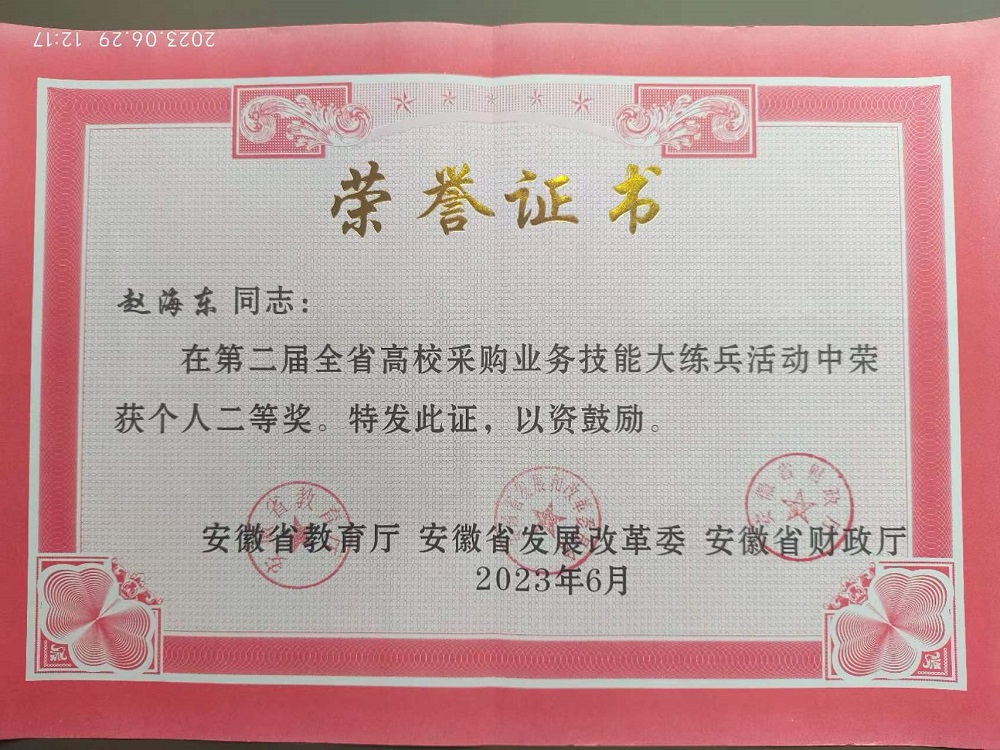 2023.06.29 12:17
荣誉证书
赵海东 同志：
在第二届全省高校采购业务技能大练兵活动中荣
获个人二等奖。特发此证，以资鼓励。
安徽省教育厅 安徽省发展改革委 安徽省财政厅
2023年6月